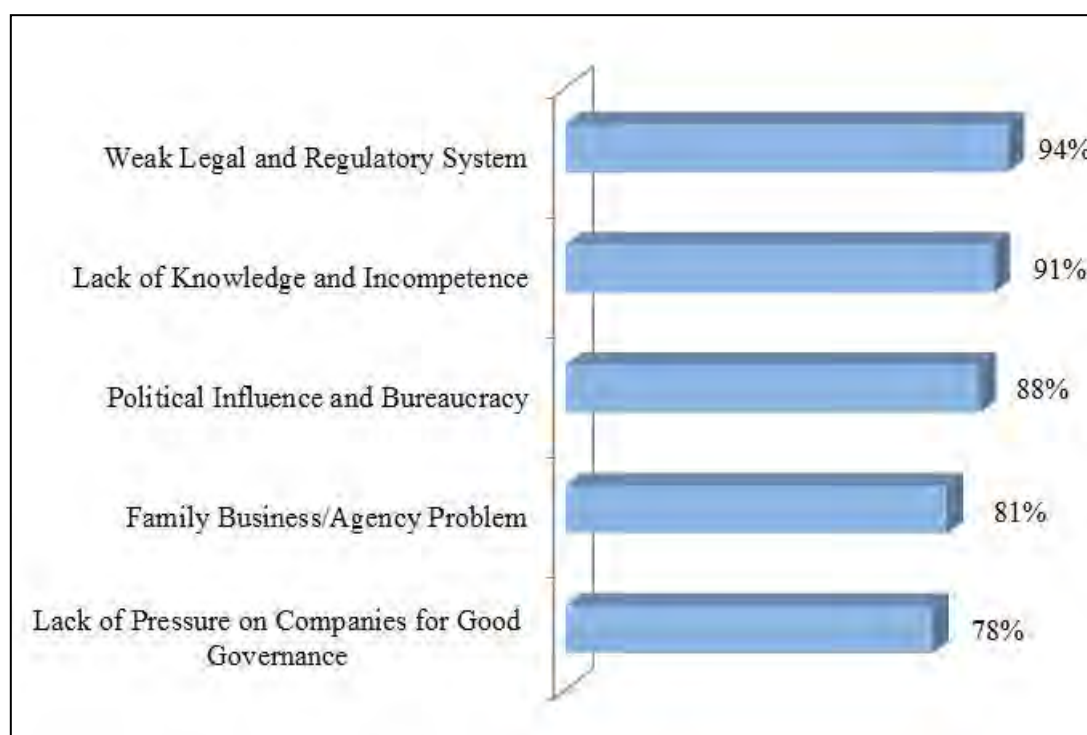 Weak Legal and Regulatory System
94%
Lack of Knowledge and Incompetence
91%
Political Influence and Bureaucracy
88%
Family Business/Agency Problem
81%
Lack of Pressure on Companies for Good
Governance
78%